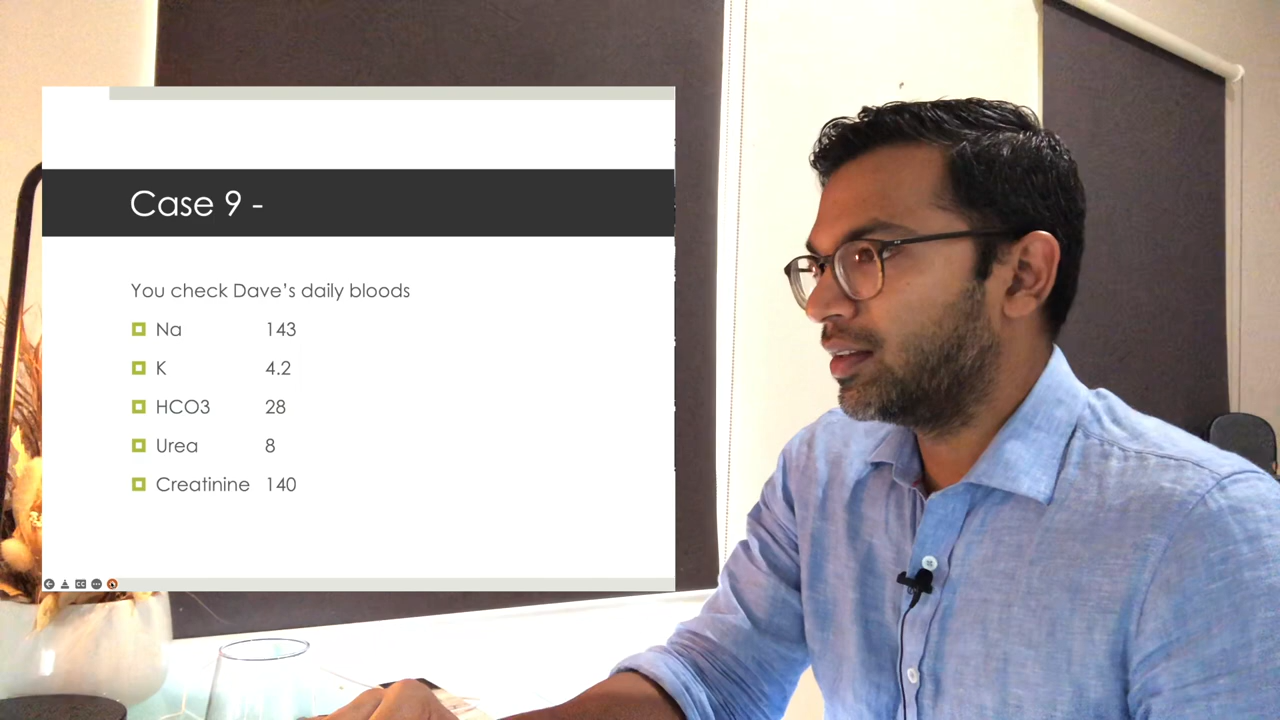 Case 9 -
You check Dave's daily bloods
Na 143
K 4.2
HCO3 28
Urea 8
Creatinine 140